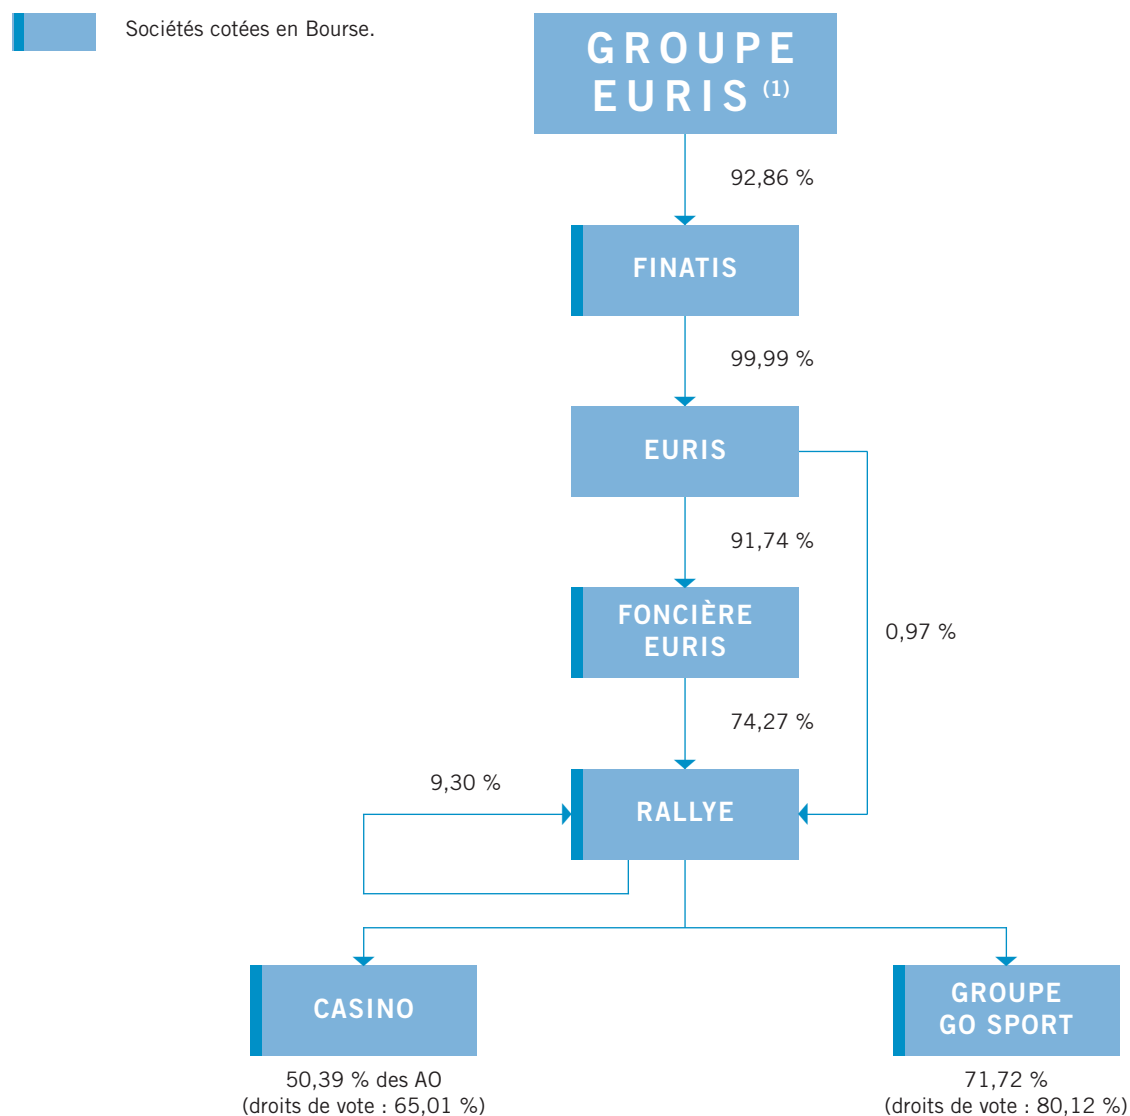 Sociétés cotées en Bourse.
GROUPE
EURIS (1)
92,86 %
FINATIS
99,99 %
EURIS
91,74 %
FONCIÈRE
EURIS
0,97 %
74,27 %
9,30 %
RALLYE
CASINO
50,39 % des AO
(droits de vote : 65,01 %)
GROUPE
GO SPORT
71,72 %
(droits de vote : 80,12 %)